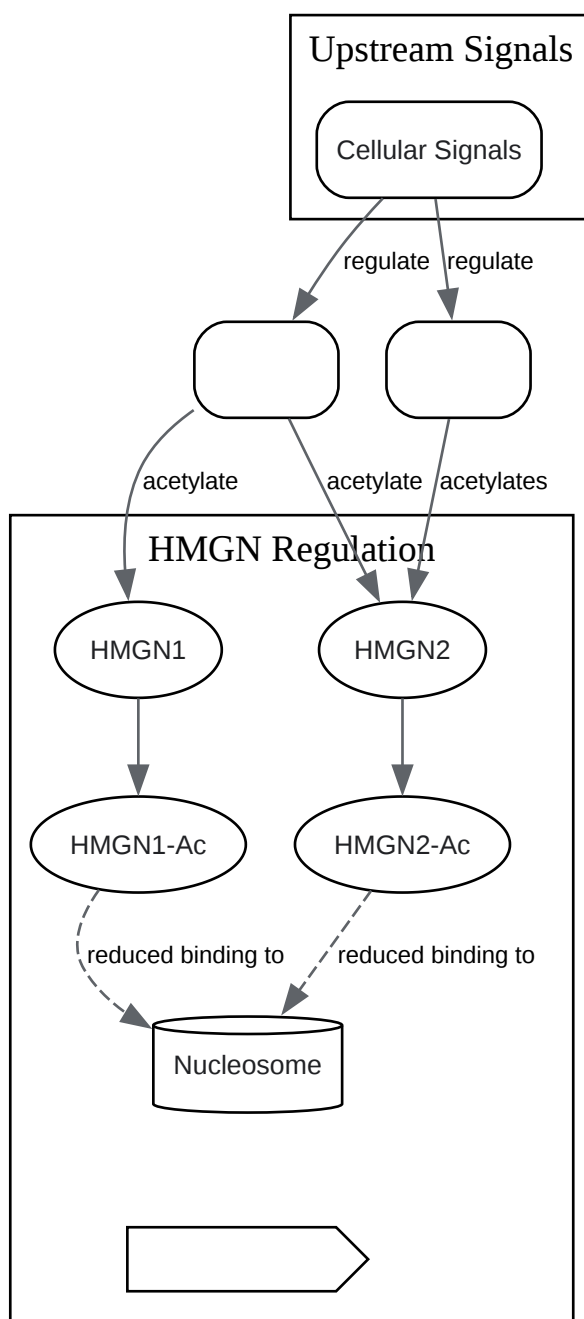 Upstream Signals
Cellular Signals
regulate
regulate
acetylate
acetylate
acetylates
HMGN Regulation
HMGN1
HMGN2
HMGN1-Ac
HMGN2-Ac
reduced binding to
reduced binding to
Nucleosome